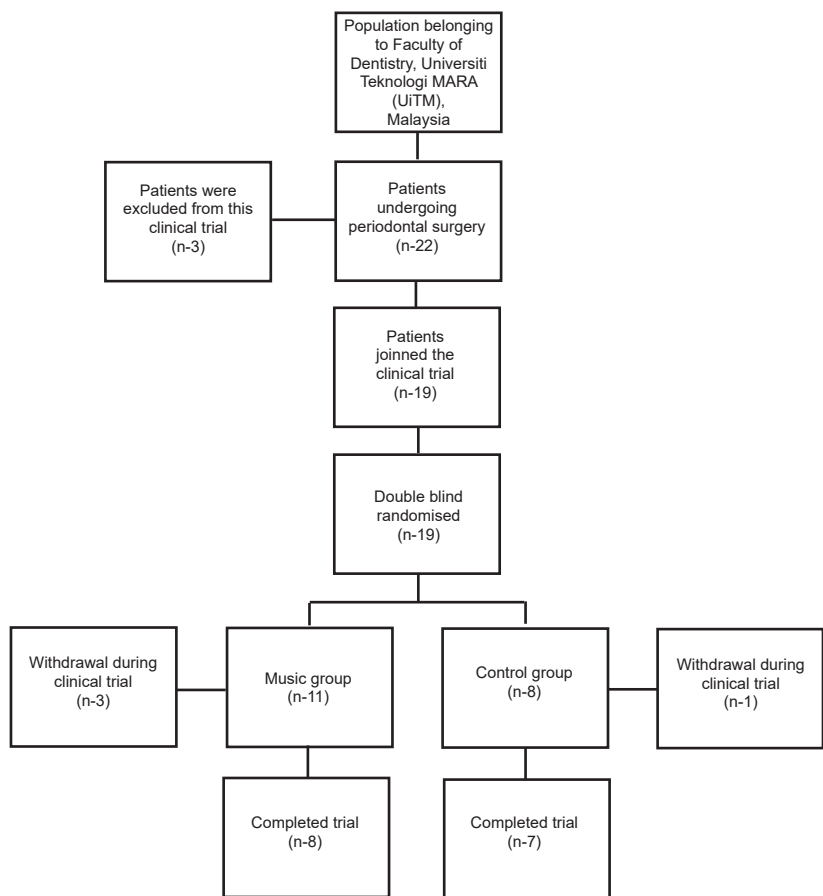 Population belonging
to Faculty of
Dentistry, Universiti
Teknologi MARA
(UiTM),
Malaysia
Patients were
excluded from this
clinical trial
(n-3)
Patients
undergoing
periodontal surgery
(n-22)
Patients
joinned the
clinical trial
(n-19)
Double blind
randomised
(n-19)
Withdrawal during
clinical trial
(n-3)
Music group
(n-11)
Control group
(n-8)
Withdrawal during
clinical trial
(n-1)
Completed trial
(n-8)
Completed trial
(n-7)